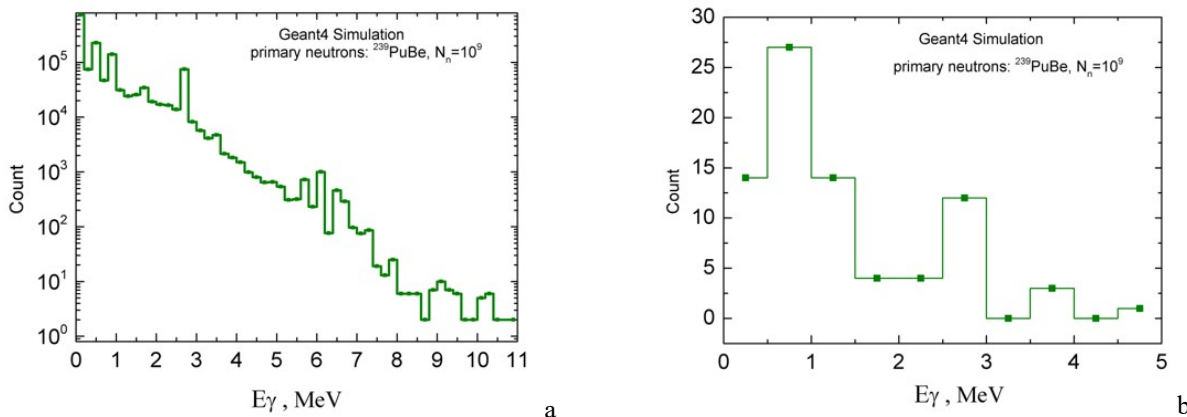 Geant4 Simulation
primary neutrons: ²³⁹PuBe, Nₙ=10⁹
10⁵
10⁴
10³
10²
10¹
10⁰
Count
0 1 2 3 4 5 6 7 8 9 10 11
Eγ , MeV
a
Geant4 Simulation
primary neutrons: ²³⁹PuBe, Nₙ=10⁹
30
25
20
15
10
5
0
Count
0 1 2 3 4 5
Eγ , MeV
b